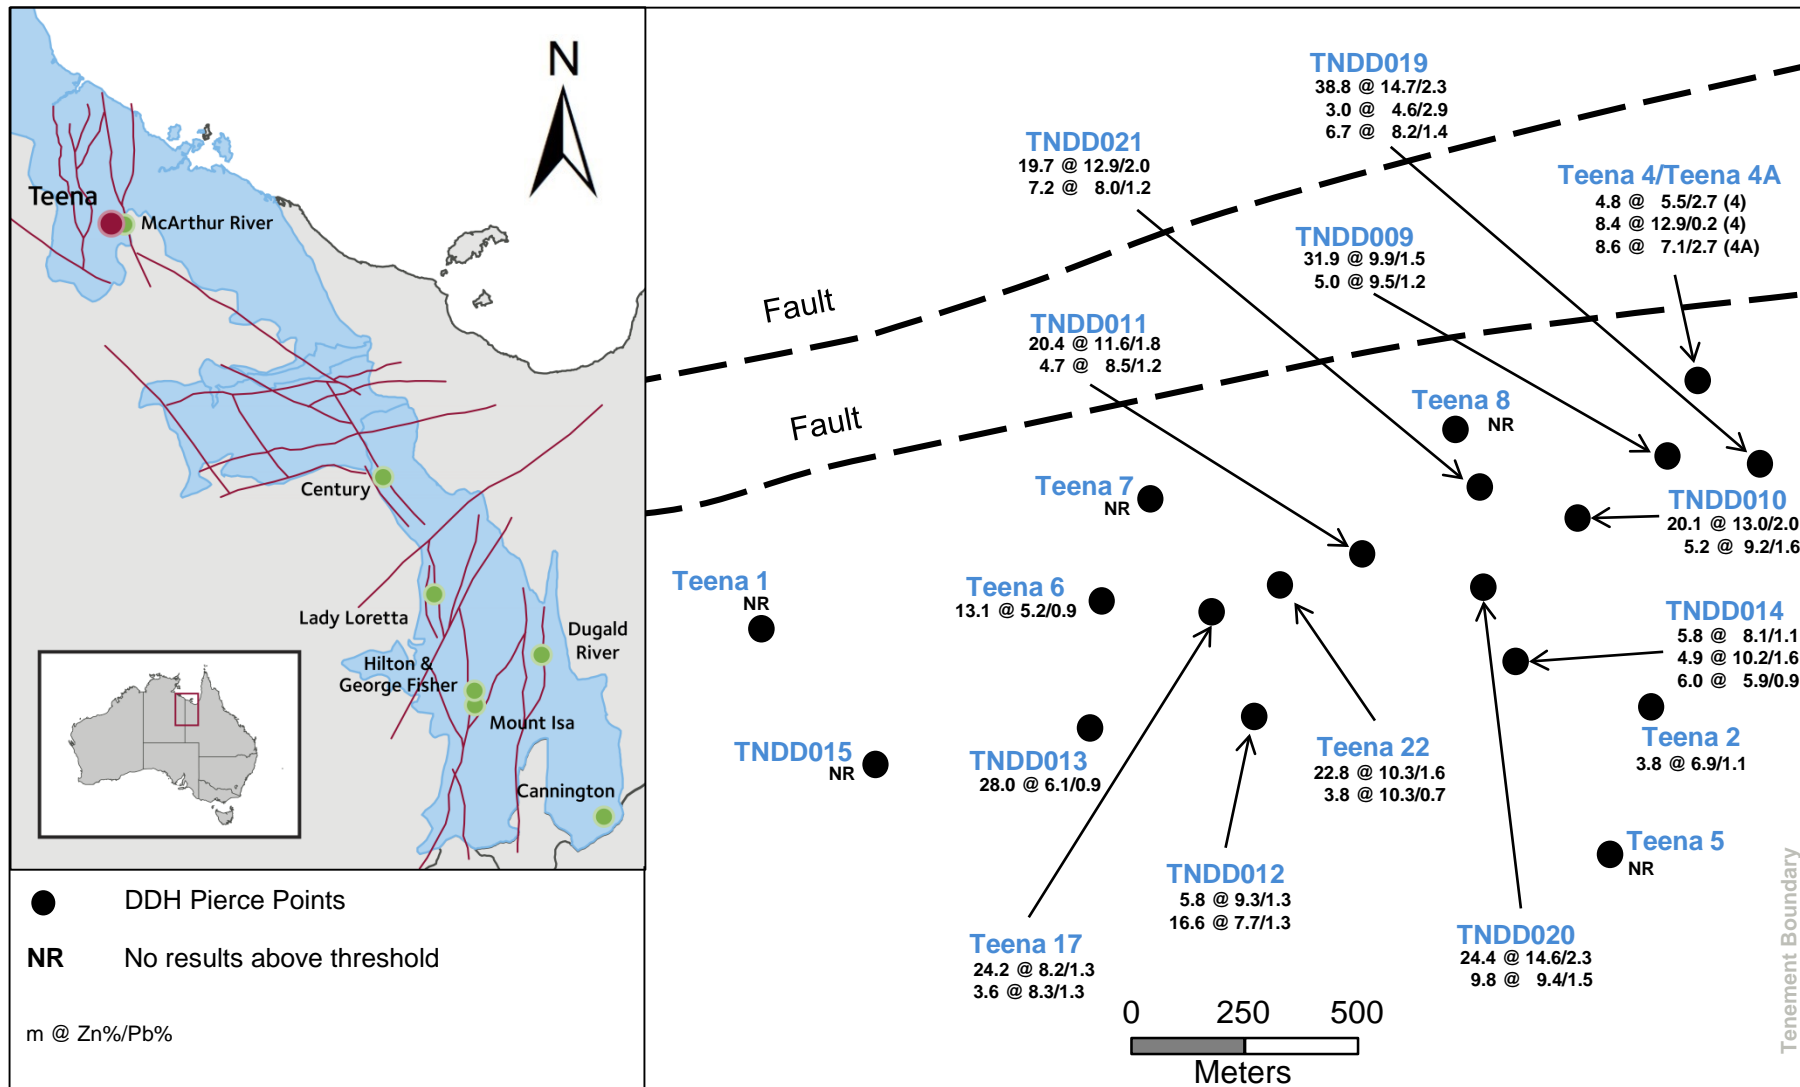 N
Teena
McArthur River
Century
Lady Loretta
Dugald
River
Hilton &
George Fisher
Mount Isa
Cannington
DDH Pierce Points
NR No results above threshold
m @ Zn%/Pb%
TNDD019
38.8 @ 14.7/2.3
3.0 @ 4.6/2.9
6.7 @ 8.2/1.4
TNDD021
19.7 @ 12.9/2.0
7.2 @ 8.0/1.2
Teena 4/Teena 4A
4.8 @ 5.5/2.7 (4)
8.4 @ 12.9/0.2 (4)
8.6 @ 7.1/2.7 (4A)
TNDD009
31.9 @ 9.9/1.5
5.0 @ 9.5/1.2
Fault
TNDD011
20.4 @ 11.6/1.8
4.7 @ 8.5/1.2
Fault
Teena 8
NR
Teena 7
NR
TNDD010
20.1 @ 13.0/2.0
5.2 @ 9.2/1.6
Teena 1
NR
Teena 6
13.1 @ 5.2/0.9
TNDD014
5.8 @ 8.1/1.1
4.9 @ 10.2/1.6
6.0 @ 5.9/0.9
TNDD015
NR
TNDD013
28.0 @ 6.1/0.9
Teena 22
22.8 @ 10.3/1.6
3.8 @ 10.3/0.7
Teena 2
3.8 @ 6.9/1.1
Teena 5
NR
TNDD012
5.8 @ 9.3/1.3
16.6 @ 7.7/1.3
Teena 17
24.2 @ 8.2/1.3
3.6 @ 8.3/1.3
TNDD020
24.4 @ 14.6/2.3
9.8 @ 9.4/1.5
0 250 500
Meters
Tenement Boundary